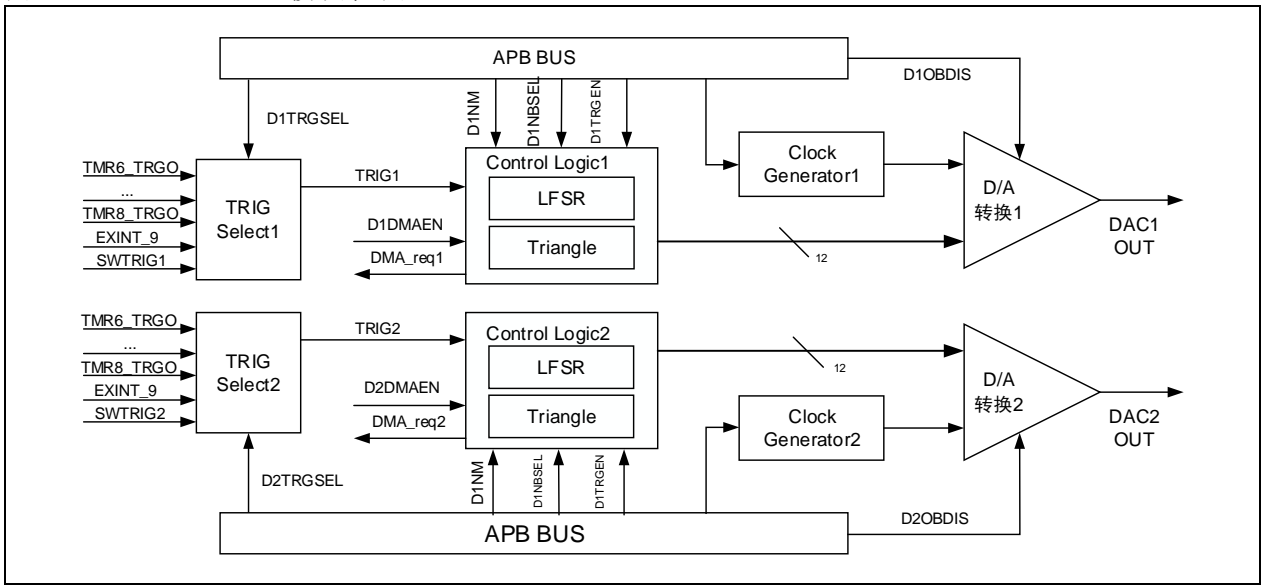 APB BUS
D1OBDIS
D1TRGSEL
D1NM
D1NBSEL
D1TRGEN
TMR6_TRGO
...
TMR8_TRGO
EXINT_9
SWTRIG1
TRIG
Select1
TRIG1
D1DMAEN
DMA_req1
Control Logic1
LFSR
Triangle
Clock
Generator1
12
D/A
转换1
DAC1
OUT
TMR6_TRGO
...
TMR8_TRGO
EXINT_9
SWTRIG2
TRIG
Select2
TRIG2
D2DMAEN
DMA_req2
Control Logic2
LFSR
Triangle
12
Clock
Generator2
D/A
转换2
DAC2
OUT
D2TRGSEL
D1NM
D1NBSEL
D1TRGEN
D2OBDIS
APB BUS